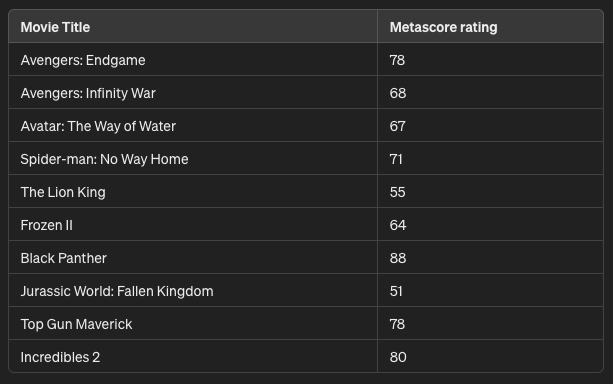 Movie Title Metascore rating
Avengers: Endgame 78
Avengers: Infinity War 68
Avatar: The Way of Water 67
Spider-man: No Way Home 71
The Lion King 55
Frozen II 64
Black Panther 88
Jurassic World: Fallen Kingdom 51
Top Gun Maverick 78
Incredibles 2 80